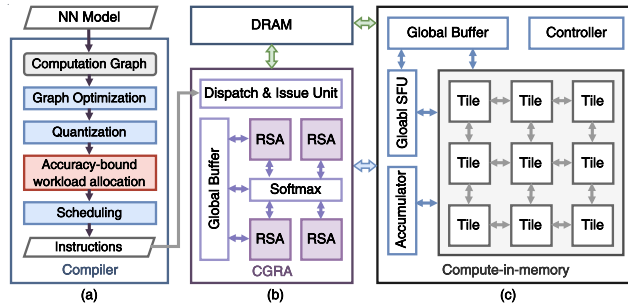 NN Model
Computation Graph
Graph Optimization
Quantization
Accuracy-bound
workload allocation
Scheduling
Instructions
Compiler
(a)
DRAM
Dispatch & Issue Unit
Global Buffer
RSA
RSA
Softmax
RSA
RSA
CGRA
(b)
Global Buffer
Controller
Gloabl SFU
Accumulator
Tile
Tile
Tile
Tile
Tile
Tile
Tile
Tile
Tile
Compute-in-memory
(c)